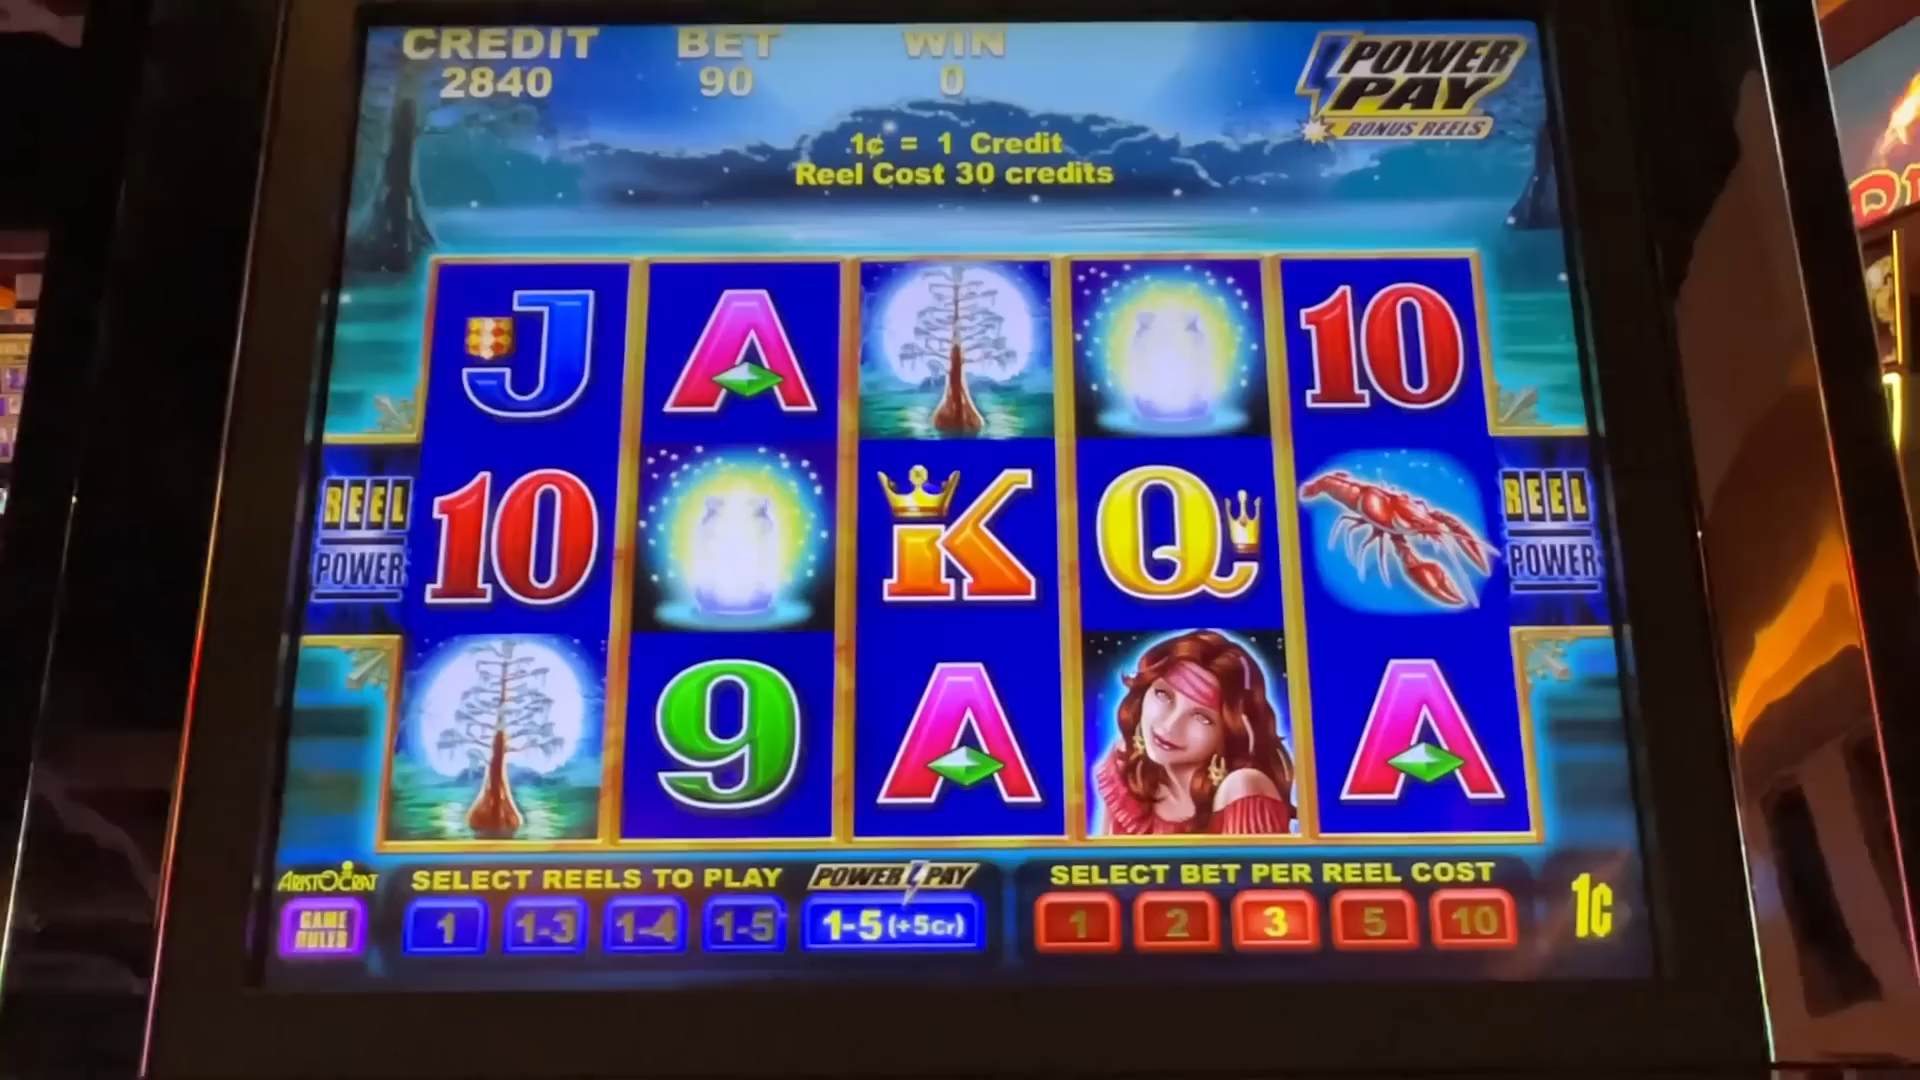 CREDIT BET WIN
2840 90 0
POWER
PAY
BONUS REELS
1¢ = 1 Credit
Reel Cost 30 credits
J A 10
10 K Q
9 A A
REEL
POWER
REEL
POWER
ARISTOCRAT
SELECT REELS TO PLAY POWER PAY
SELECT BET PER REEL COST
GAME
RULES
1 1-3 1-4 1-5 1-5 (+5cr)
1 2 3 5 10
1¢